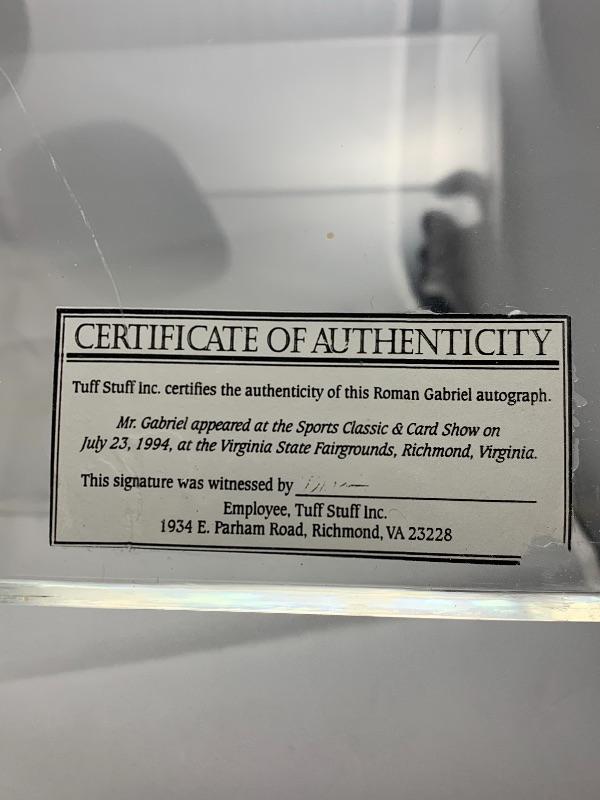 CERTIFICATE OF AUTHENTICITY
Tuff Stuff Inc. certifies the authenticity of this Roman Gabriel autograph.
Mr. Gabriel appeared at the Sports Classic & Card Show on
July 23, 1994, at the Virginia State Fairgrounds, Richmond, Virginia.
This signature was witnessed by
Employee, Tuff Stuff Inc.
1934 E. Parham Road, Richmond, VA 23228